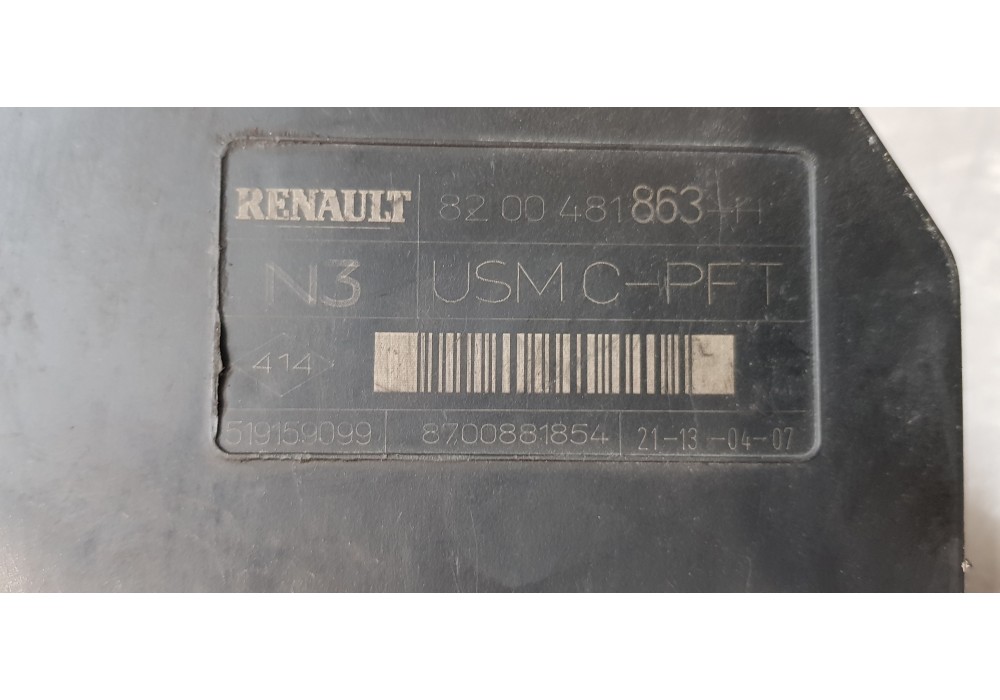 RENAULT 82 00 481 863-H
N3 USM C-PFT
414
519159099 8700881854 21-13-04-07